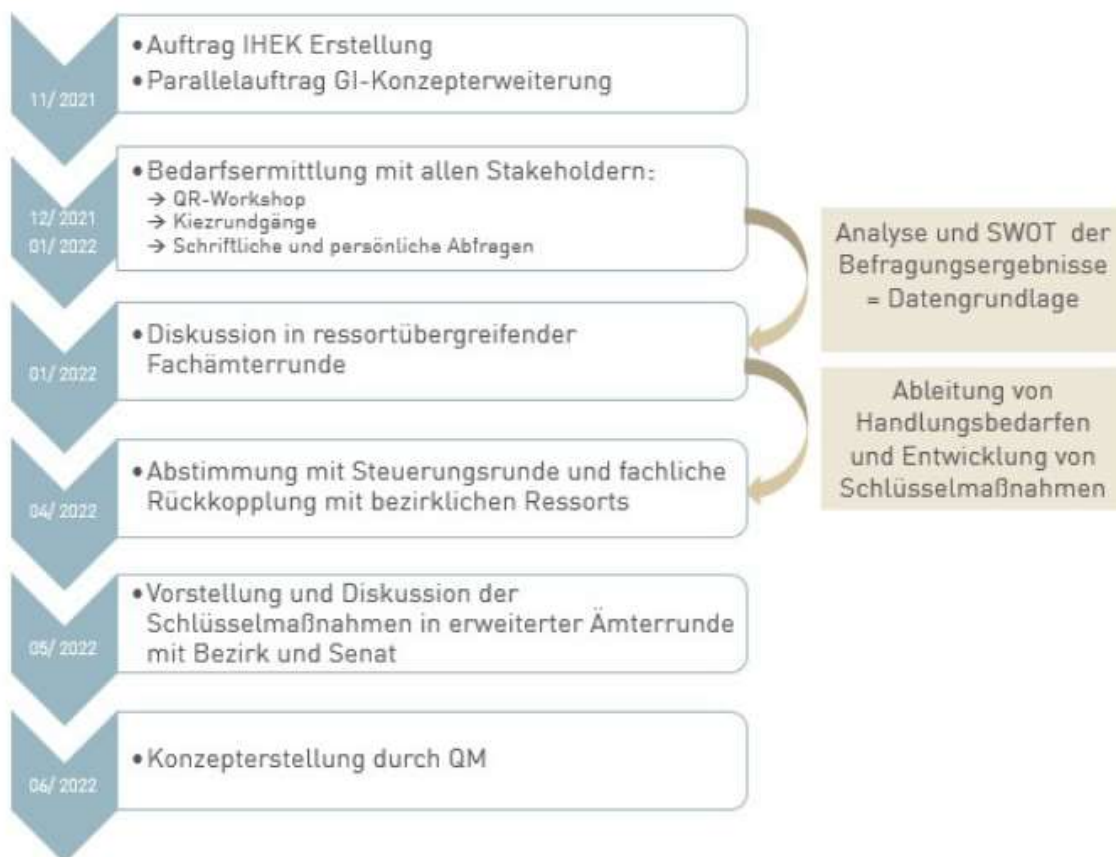 11/ 2021
•Auftrag IHEK Erstellung
•Parallelauftrag GI-Konzepterweiterung
12/ 2021
01/ 2022
•Bedarfsermittlung mit allen Stakeholdern:
→ QR-Workshop
→ Kiezrundgänge
→ Schriftliche und persönliche Abfragen
Analyse und SWOT der
Befragungsergebnisse
= Datengrundlage
01/ 2022
•Diskussion in ressortübergreifender
Fachämterrunde
Ableitung von
Handlungsbedarfen
und Entwicklung von
Schlüsselmaßnahmen
04/ 2022
•Abstimmung mit Steuerungsrunde und fachliche
Rückkopplung mit bezirklichen Ressorts
05/ 2022
•Vorstellung und Diskussion der
Schlüsselmaßnahmen in erweiterter Ämterrunde
mit Bezirk und Senat
06/ 2022
•Konzepterstellung durch QM